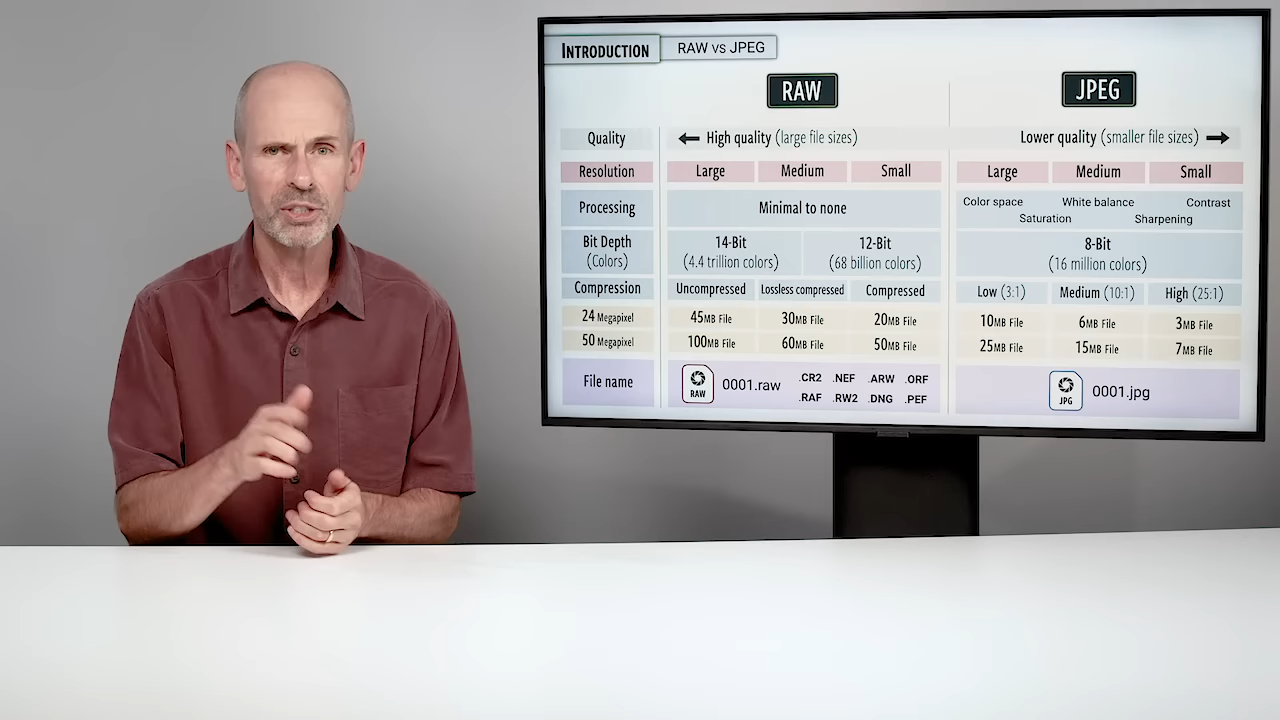 INTRODUCTION RAW vs JPEG
RAW JPEG
Quality High quality (large file sizes) Lower quality (smaller file sizes)
Resolution Large Medium Small Large Medium Small
Processing Minimal to none Color space White balance Contrast
Saturation Sharpening
Bit Depth 14-Bit 12-Bit 8-Bit
(Colors) (4.4 trillion colors) (68 billion colors) (16 million colors)
Compression Uncompressed Lossless compressed Compressed Low (3:1) Medium (10:1) High (25:1)
24 Megapixel 45MB File 30MB File 20MB File 10MB File 6MB File 3MB File
50 Megapixel 100MB File 60MB File 50MB File 25MB File 15MB File 7MB File
File name RAW 0001.raw .CR2 .NEF .ARW .ORF JPG 0001.jpg
.RAF .RW2 .DNG .PEF